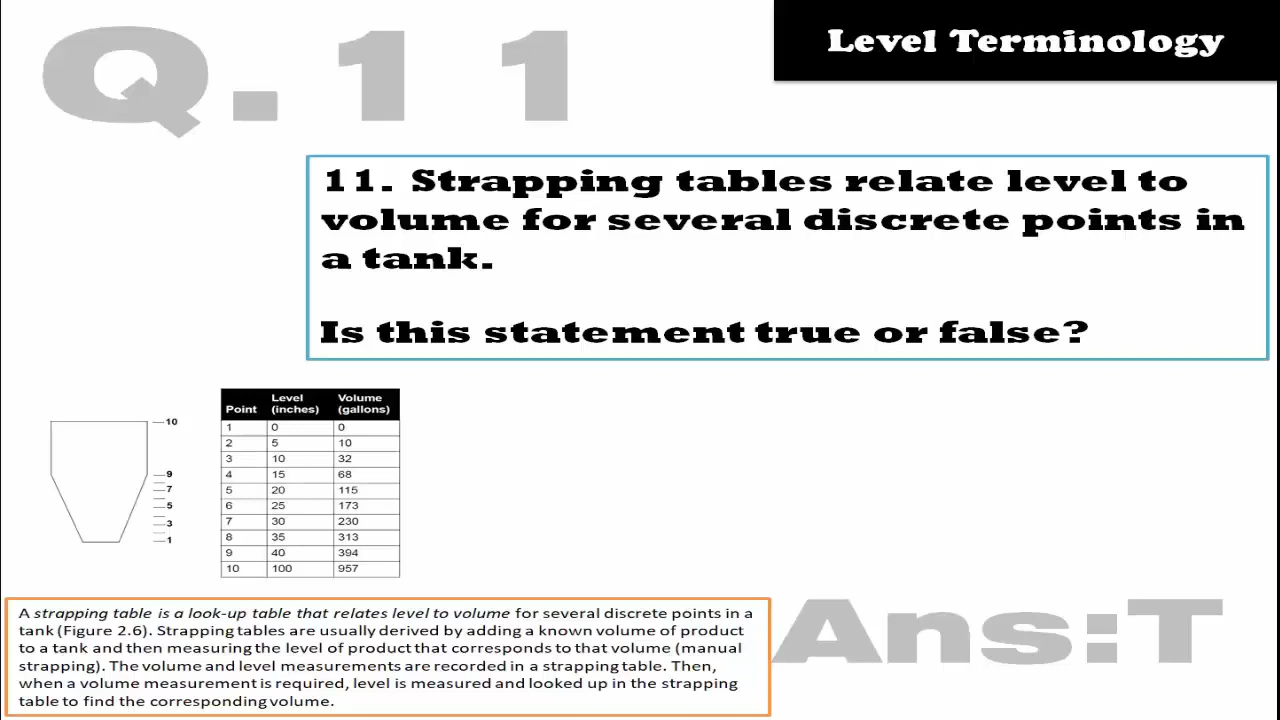 Q.11
Level Terminology
11. Strapping tables relate level to
volume for several discrete points in
a tank.
Is this statement true or false?
10
9
7
5
3
1
Point Level (inches) Volume (gallons)
1 0 0
2 5 10
3 10 32
4 15 68
5 20 115
6 25 173
7 30 230
8 35 313
9 40 394
10 100 957
A strapping table is a look-up table that relates level to volume for several discrete points in a
tank (Figure 2.6). Strapping tables are usually derived by adding a known volume of product
to a tank and then measuring the level of product that corresponds to that volume (manual
strapping). The volume and level measurements are recorded in a strapping table. Then,
when a volume measurement is required, level is measured and looked up in the strapping
table to find the corresponding volume.
Ans:T